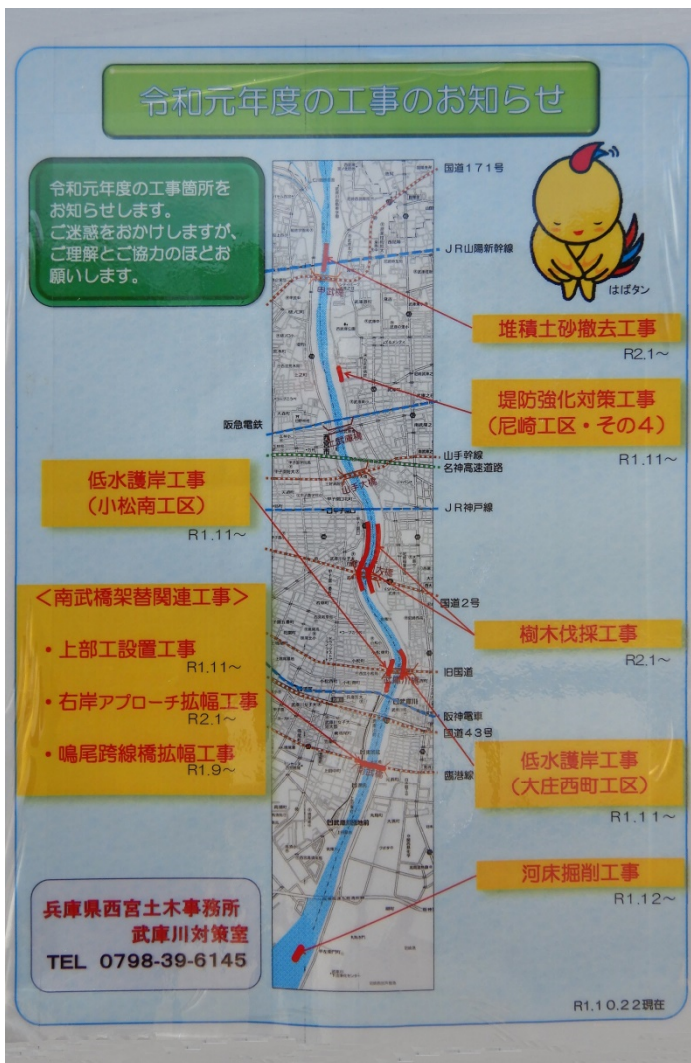 令和元年度の工事のお知らせ
令和元年度の工事箇所を
お知らせします。
ご迷惑をおかけしますが、
ご理解とご協力のほどお
願いします。
国道171号
JR山陽新幹線
はばタン
甲武橋
堆積土砂撤去工事
R2.1～
堤防強化対策工事
(尼崎工区・その4)
R1.11～
阪急電鉄
武庫橋
山手幹線
名神高速道路
山手大橋
低水護岸工事
(小松南工区)
R1.11～
JR神戸線
国道2号
＜南武橋架替関連工事＞
・上部工設置工事
R1.11～
・右岸アプローチ拡幅工事
R2.1～
・鳴尾跨線橋拡幅工事
R1.9～
樹木伐採工事
R2.1～
旧国道
武庫川
阪神電車
国道43号
臨港線
低水護岸工事
(大庄西町工区)
R1.11～
河床掘削工事
R1.12～
兵庫県西宮土木事務所
武庫川対策室
TEL 0798-39-6145
R1.10.22現在